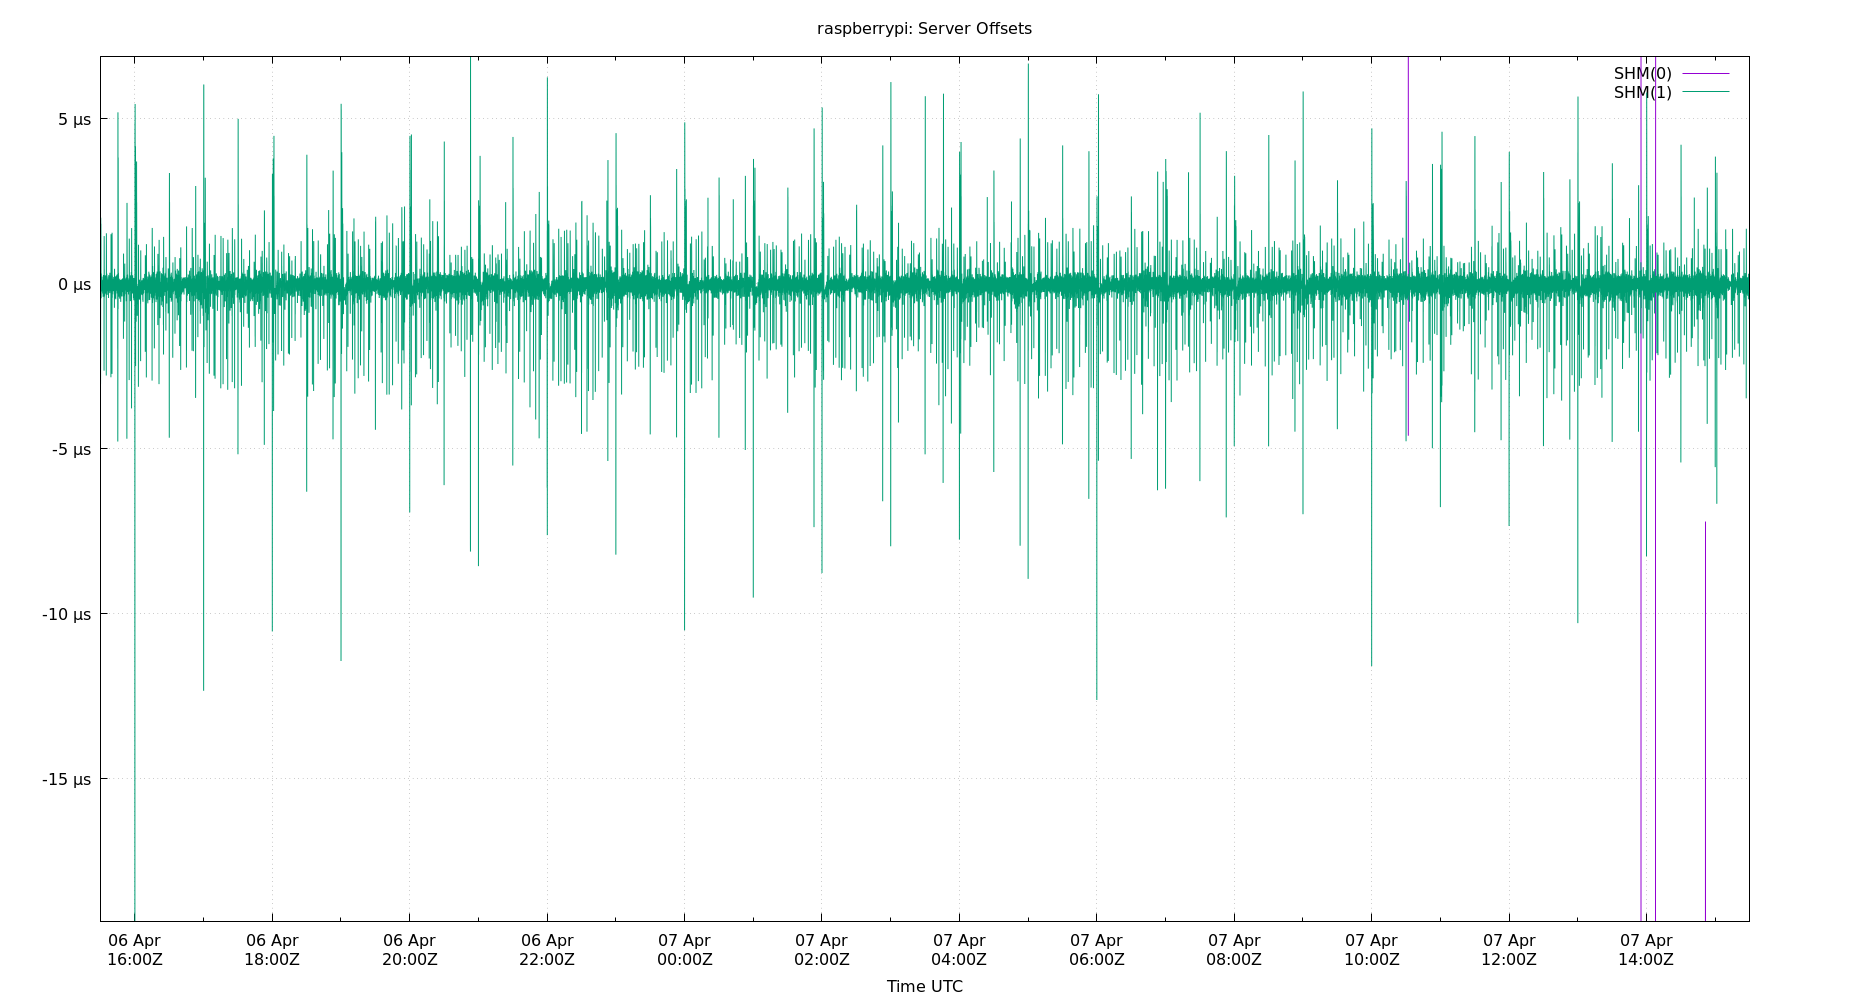 raspberrypi: Server Offsets
SHM(0)
SHM(1)
5 µs
0 µs
-5 µs
-10 µs
-15 µs
06 Apr 06 Apr 06 Apr 06 Apr 07 Apr 07 Apr 07 Apr 07 Apr 07 Apr 07 Apr 07 Apr 07 Apr
16:00Z 18:00Z 20:00Z 22:00Z 00:00Z 02:00Z 04:00Z 06:00Z 08:00Z 10:00Z 12:00Z 14:00Z
Time UTC